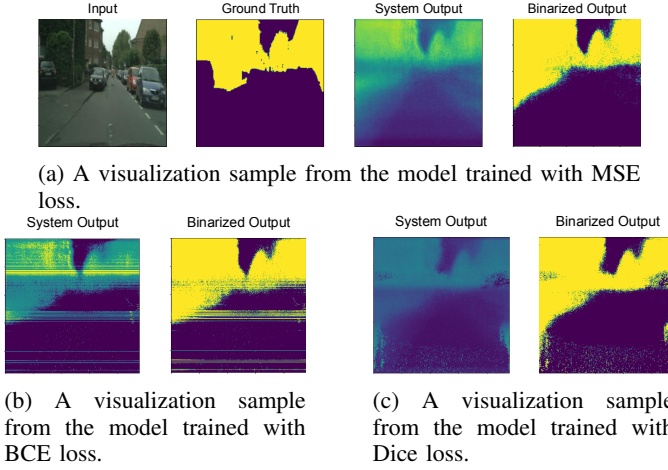 Input
Ground Truth
System Output
Binarized Output
(a) A visualization sample from the model trained with MSE
loss.
System Output
Binarized Output
System Output
Binarized Output
(b) A visualization sample
from the model trained with
BCE loss.
(c) A visualization sample
from the model trained with
Dice loss.